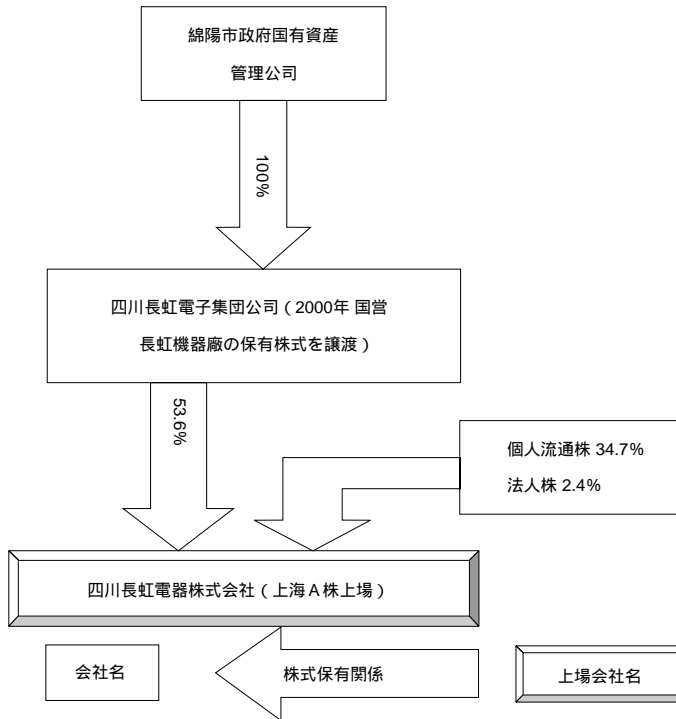 綿陽市政府国有資産
管理公司
100%
四川長虹電子集団公司（2000年 国営
長虹機器廠の保有株式を譲渡）
53.6%
個人流通株 34.7%
法人株 2.4%
四川長虹電器株式会社（上海Ａ株上場）
会社名
株式保有関係
上場会社名